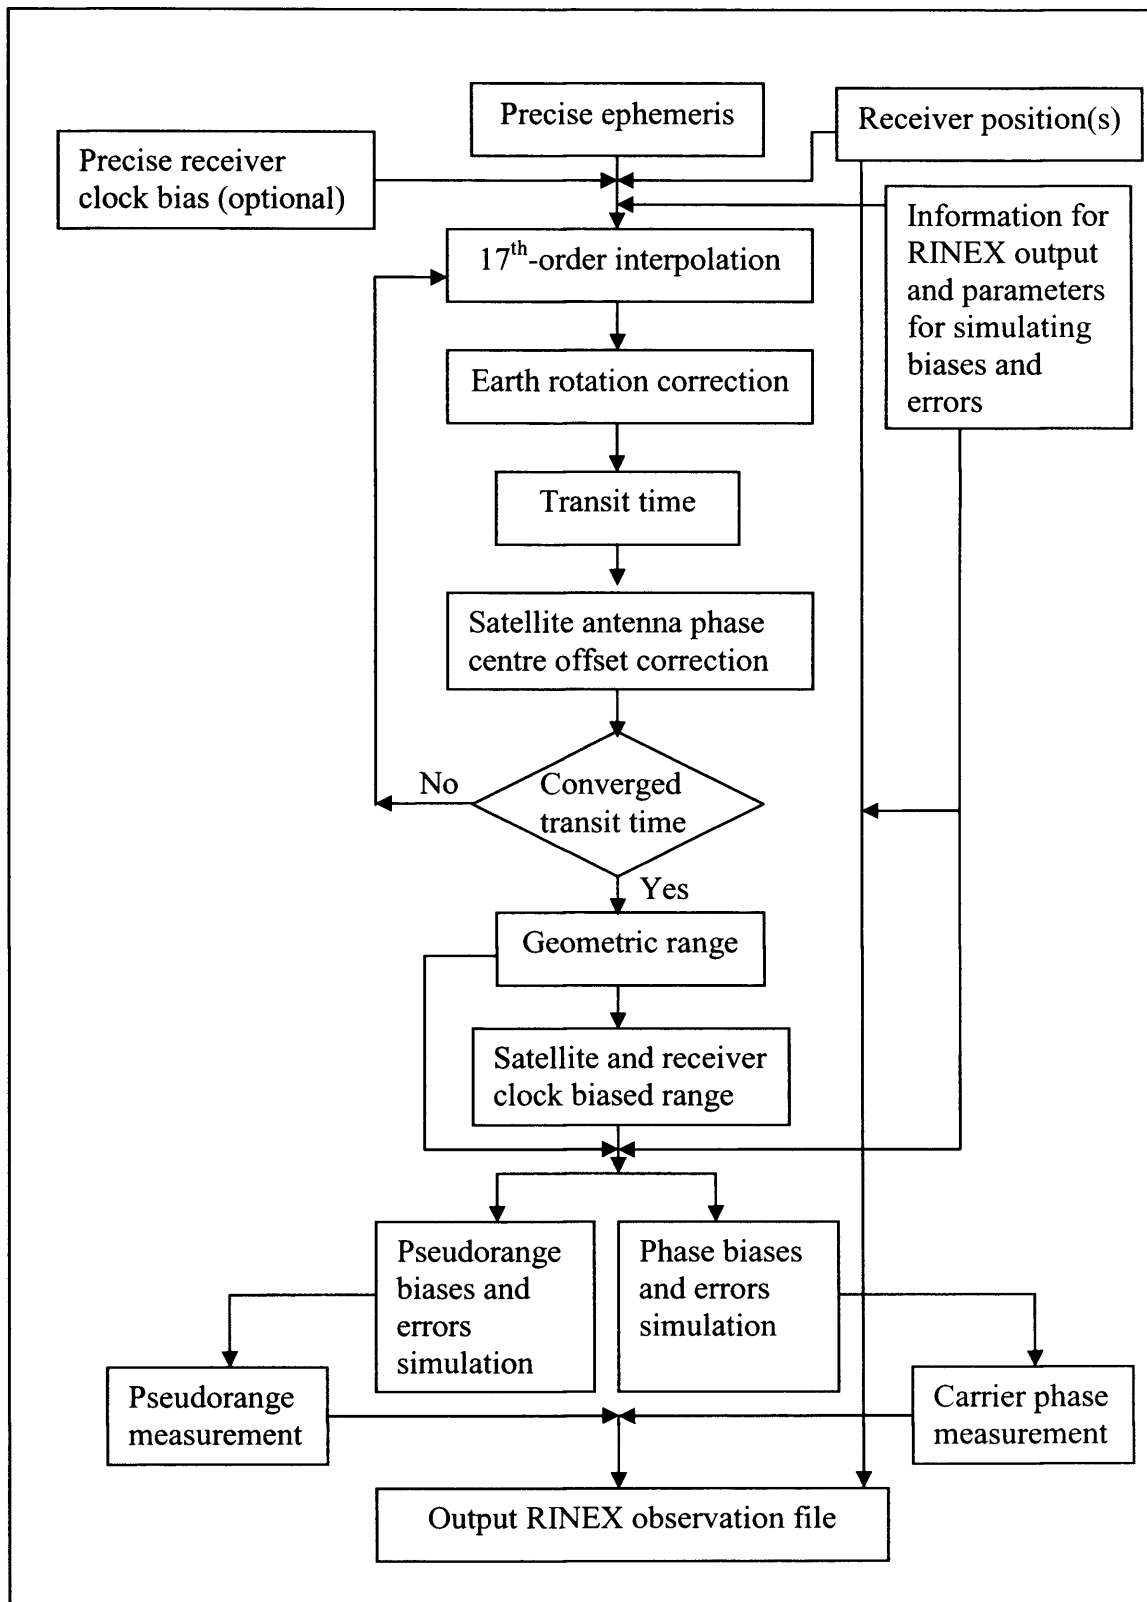 Precise ephemeris
Receiver position(s)
Precise receiver
clock bias (optional)
Information for
RINEX output
and parameters
for simulating
biases and
errors
17th-order interpolation
Earth rotation correction
Transit time
Satellite antenna phase
centre offset correction
No
Converged
transit time
Yes
Geometric range
Satellite and receiver
clock biased range
Pseudorange
biases and
errors
simulation
Phase biases
and errors
simulation
Pseudorange
measurement
Carrier phase
measurement
Output RINEX observation file